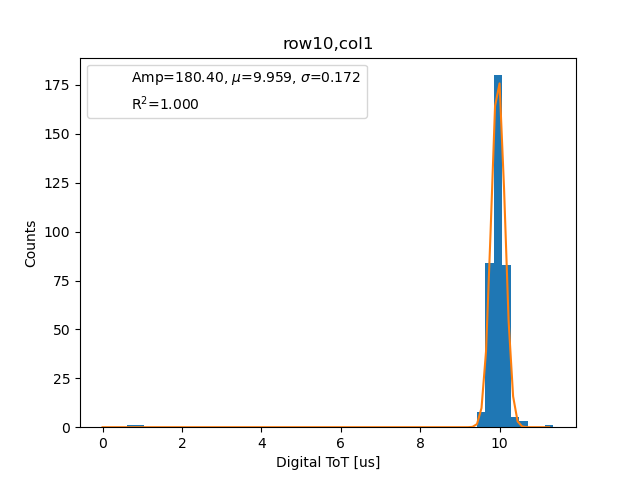 row10,col1
Amp=180.40, μ=9.959, σ=0.172
R²=1.000
175
150
125
100
75
50
25
0
Counts
0 2 4 6 8 10
Digital ToT [us]